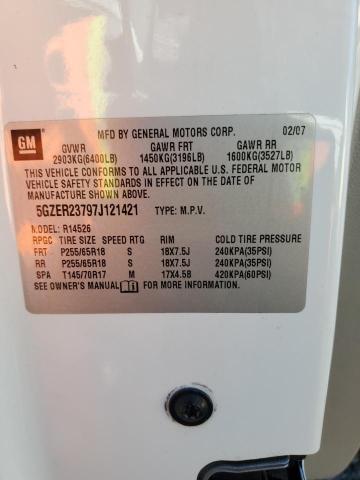 GM
MFD BY GENERAL MOTORS CORP. 02/07
GVWR GAWR FRT GAWR RR
2903KG(6400LB) 1450KG(3196LB) 1600KG(3527LB)
THIS VEHICLE CONFORMS TO ALL APPLICABLE U.S. FEDERAL MOTOR
VEHICLE SAFETY STANDARDS IN EFFECT ON THE DATE OF
MANUFACTURE SHOWN ABOVE.
5GZER23797J121421 TYPE: M.P.V.
MODEL: R14526
RPGC TIRE SIZE SPEED RTG RIM COLD TIRE PRESSURE
FRT P255/65R18 S 18X7.5J 240KPA(35PSI)
RR P255/65R18 S 18X7.5J 240KPA(35PSI)
SPA T145/70R17 M 17X4.5B 420KPA(60PSI)
SEE OWNER'S MANUAL FOR MORE INFORMATION